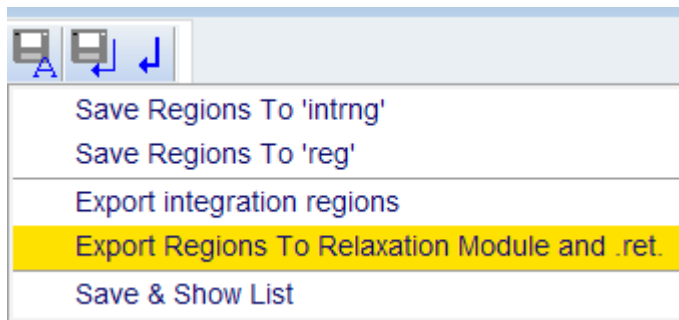 A
Save Regions To 'intrng'
Save Regions To 'reg'
Export integration regions
Export Regions To Relaxation Module and .ret.
Save & Show List